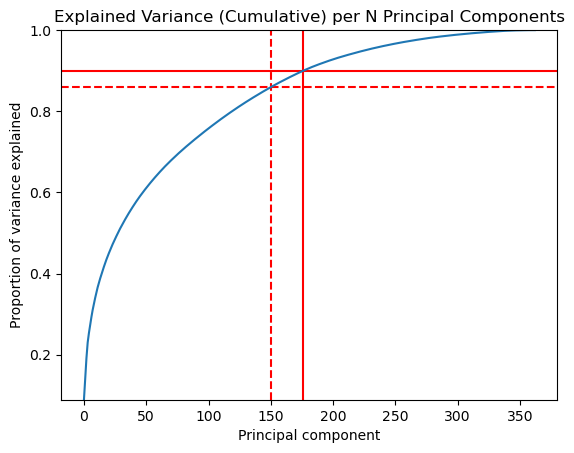 Explained Variance (Cumulative) per N Principal Components
1.0
0.8
0.6
0.4
0.2
Proportion of variance explained
0 50 100 150 200 250 300 350
Principal component